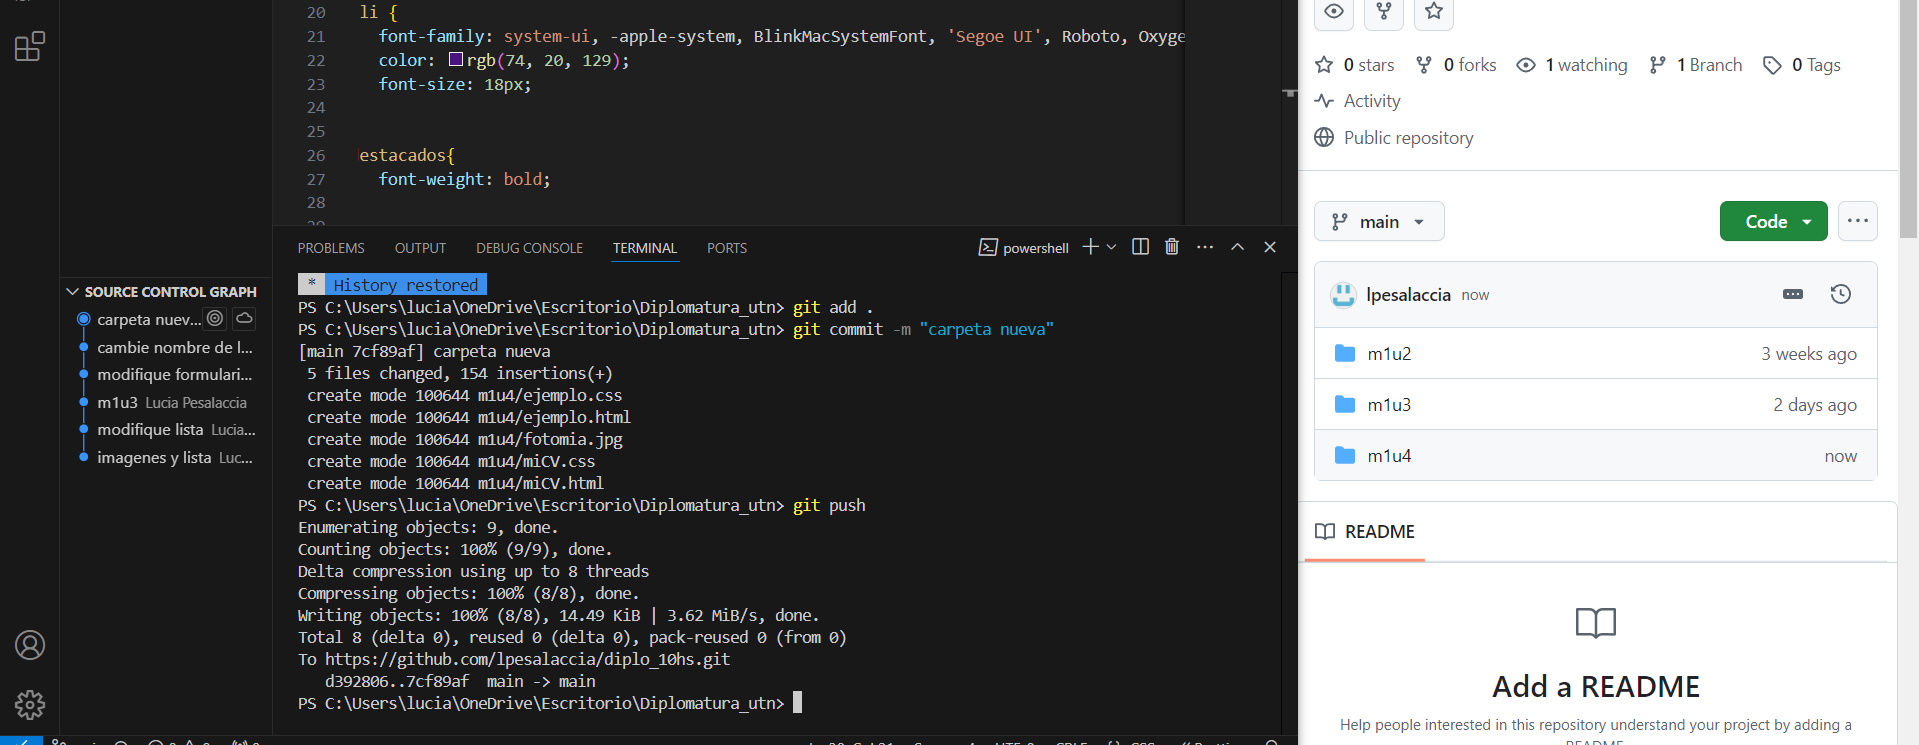 20 li {
21 font-family: system-ui, -apple-system, BlinkMacSystemFont, 'Segoe UI', Roboto, Oxyge
22 color: rgb(74, 20, 129);
23 font-size: 18px;
24
25
26 estacados{
27 font-weight: bold;
28
PROBLEMS OUTPUT DEBUG CONSOLE TERMINAL PORTS powershell
* History restored
PS C:\Users\lucia\OneDrive\Escritorio\Diplomatura_utn> git add .
PS C:\Users\lucia\OneDrive\Escritorio\Diplomatura_utn> git commit -m "carpeta nueva"
[main 7cf89af] carpeta nueva
5 files changed, 154 insertions(+)
create mode 100644 m1u4/ejemplo.css
create mode 100644 m1u4/ejemplo.html
create mode 100644 m1u4/fotomia.jpg
create mode 100644 m1u4/miCV.css
create mode 100644 m1u4/miCV.html
PS C:\Users\lucia\OneDrive\Escritorio\Diplomatura_utn> git push
Enumerating objects: 9, done.
Counting objects: 100% (9/9), done.
Delta compression using up to 8 threads
Compressing objects: 100% (8/8), done.
Writing objects: 100% (8/8), 14.49 KiB | 3.62 MiB/s, done.
Total 8 (delta 0), reused 0 (delta 0), pack-reused 0 (from 0)
To https://github.com/lpesalaccia/diplo_10hs.git
d392806..7cf89af main -> main
PS C:\Users\lucia\OneDrive\Escritorio\Diplomatura_utn>
SOURCE CONTROL GRAPH
carpeta nuev...
cambie nombre de l...
modifique formulari...
m1u3 Lucia Pesalaccia
modifique lista Lucia...
imagenes y lista Luc...
0 stars 0 forks 1 watching 1 Branch 0 Tags
Activity
Public repository
main Code
lpesalaccia now
m1u2 3 weeks ago
m1u3 2 days ago
m1u4 now
README
Add a README
Help people interested in this repository understand your project by adding a
README